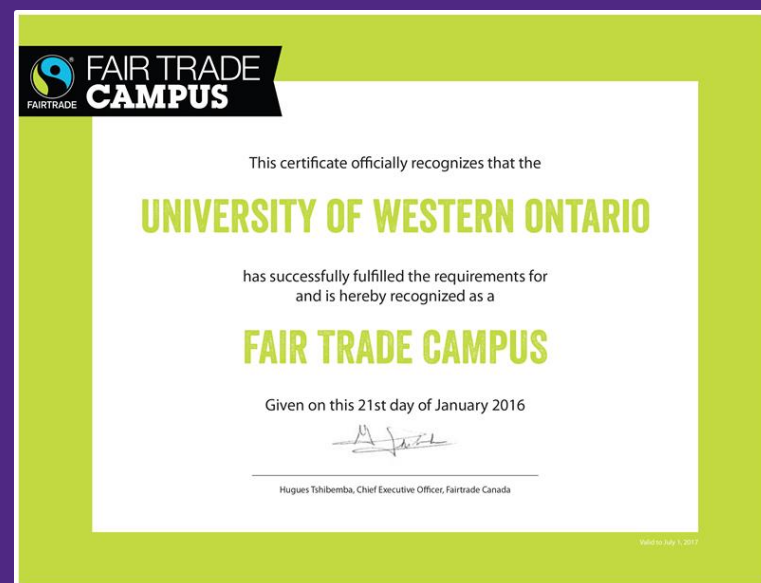 FAIRTRADE
FAIR TRADE
CAMPUS
This certificate officially recognizes that the
UNIVERSITY OF WESTERN ONTARIO
has successfully fulfilled the requirements for
and is hereby recognized as a
FAIR TRADE CAMPUS
Given on this 21st day of January 2016
Hugues Tshibemba, Chief Executive Officer, Fairtrade Canada
Valid to July 1, 2017